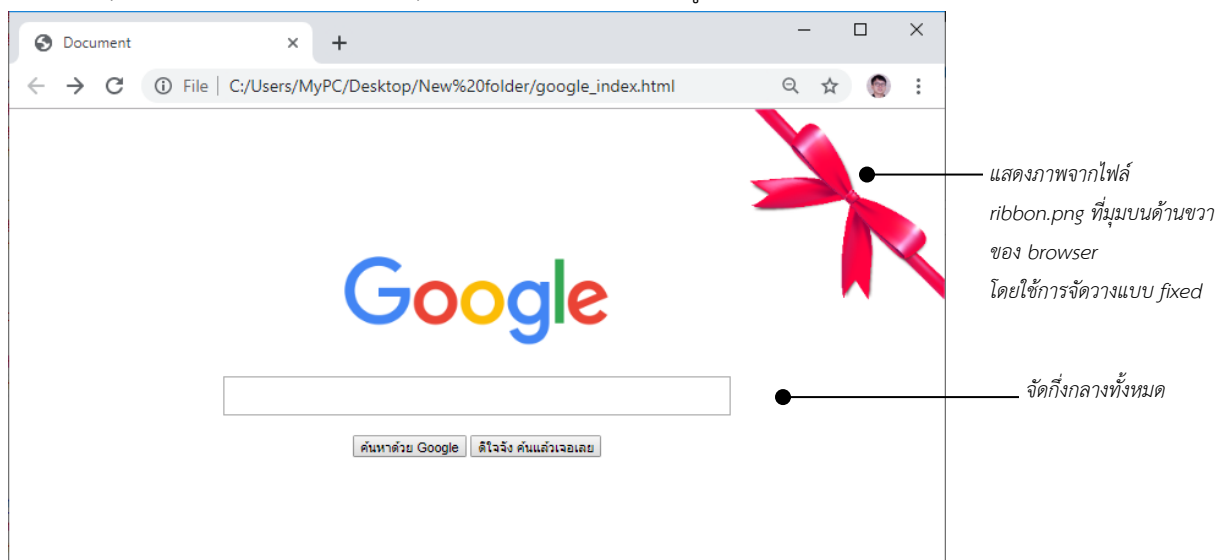 Document
File | C:/Users/MyPC/Desktop/New%20folder/google_index.html
แสดงภาพจากไฟล์
ribbon.png ที่มุมบนด้านขวา
ของ browser
โดยใช้การจัดวางแบบ fixed
Google
จัดกึ่งกลางทั้งหมด
ค้นหาด้วย Google ดีใจจัง ค้นแล้วเจอเลย